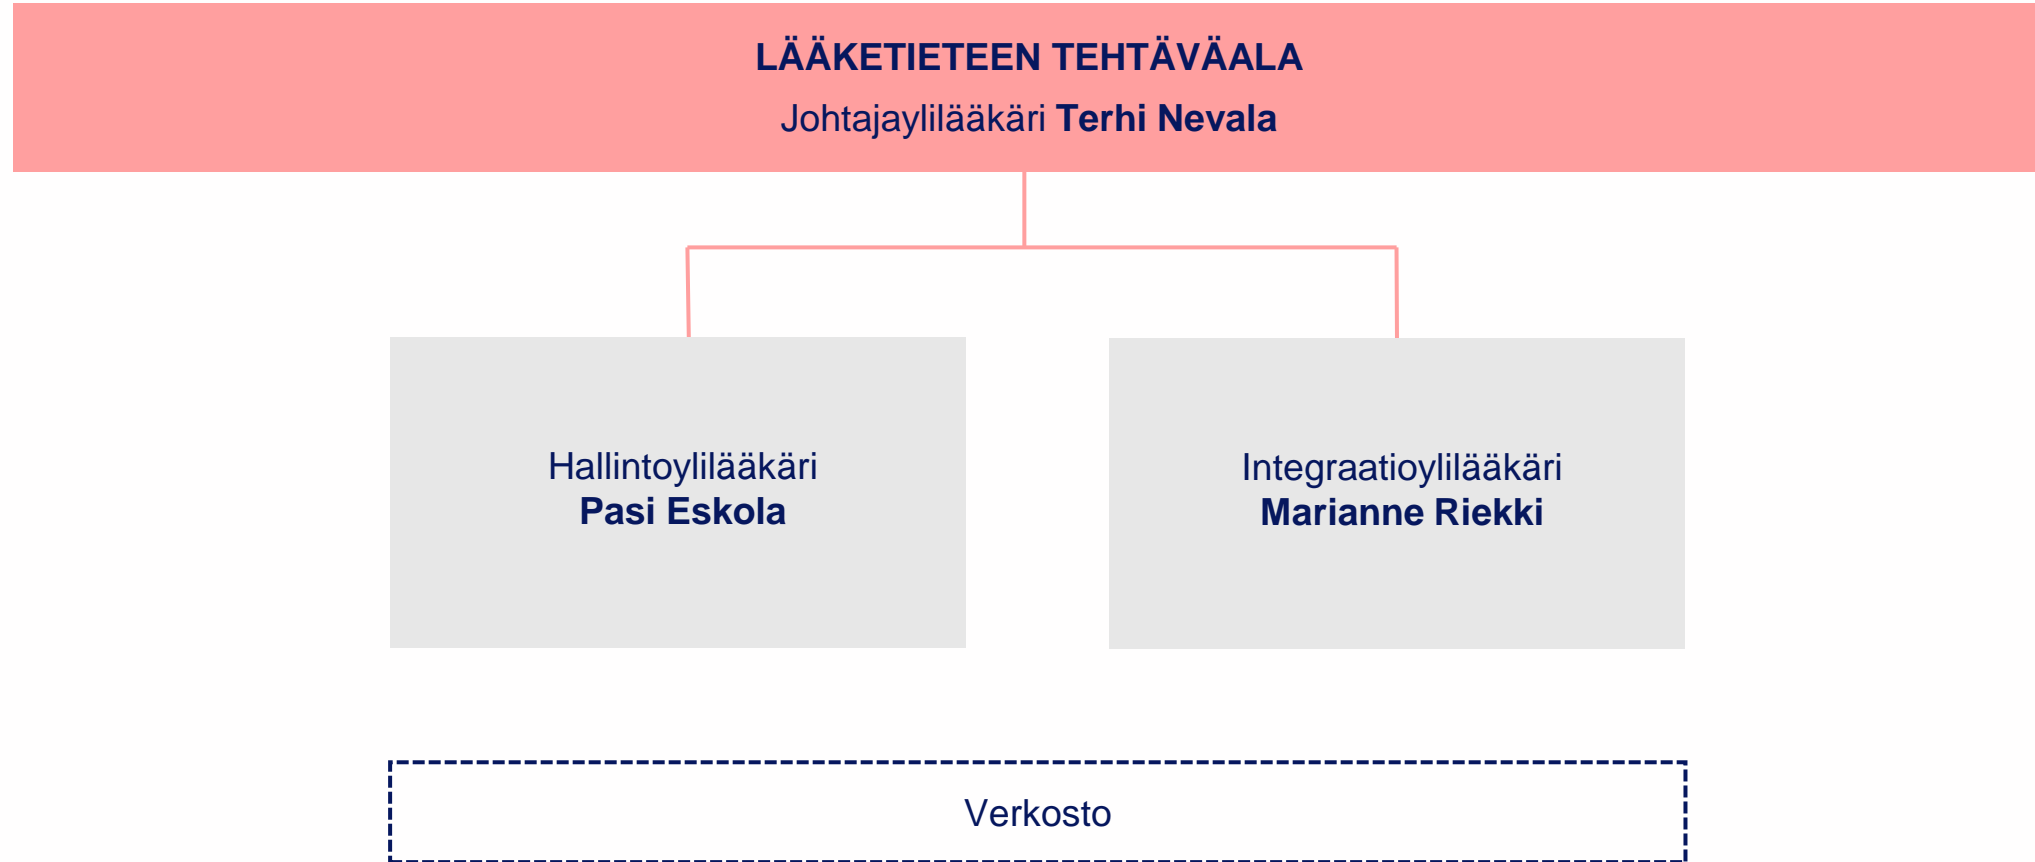 LÄÄKETIETEEN TEHTÄVÄALA
Johtajaylilääkäri Terhi Nevala
Hallintoylilääkäri
Pasi Eskola
Integraatioylilääkäri
Marianne Riekki
Verkosto